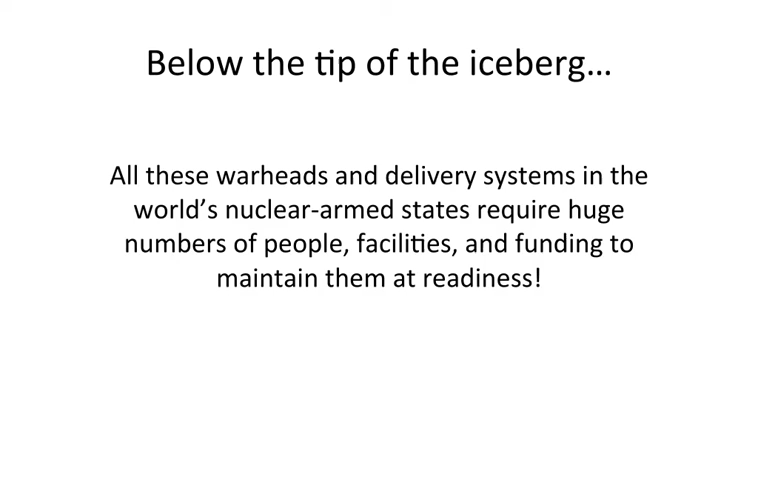 Below the tip of the iceberg…
All these warheads and delivery systems in the
world’s nuclear-armed states require huge
numbers of people, facilities, and funding to
maintain them at readiness!